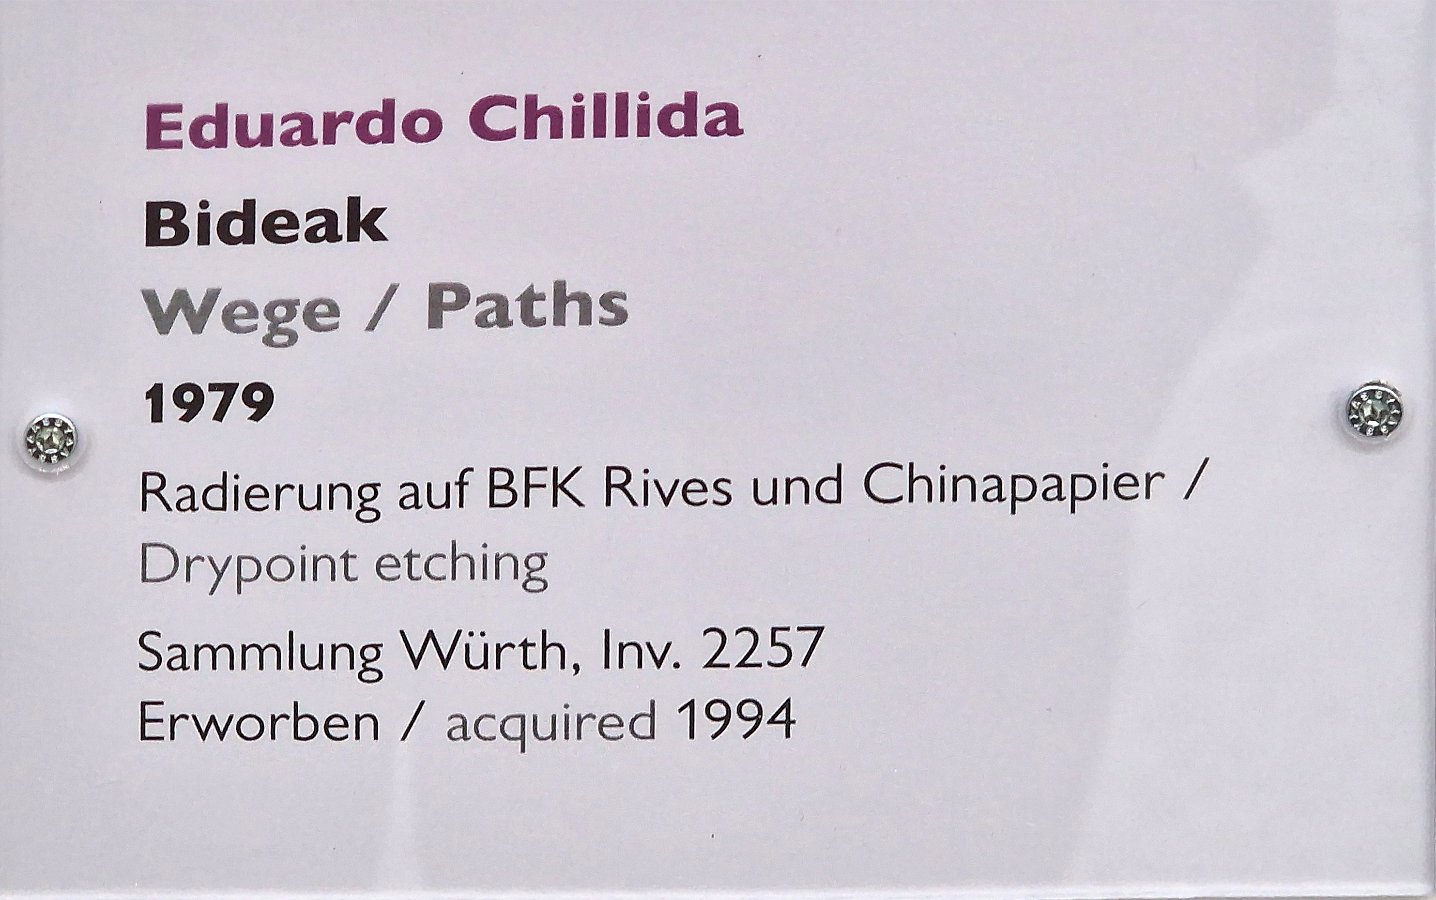 Eduardo Chillida
Bideak
Wege / Paths
1979
Radierung auf BFK Rives und Chinapapier /
Drypoint etching
Sammlung Würth, Inv. 2257
Erworben / acquired 1994